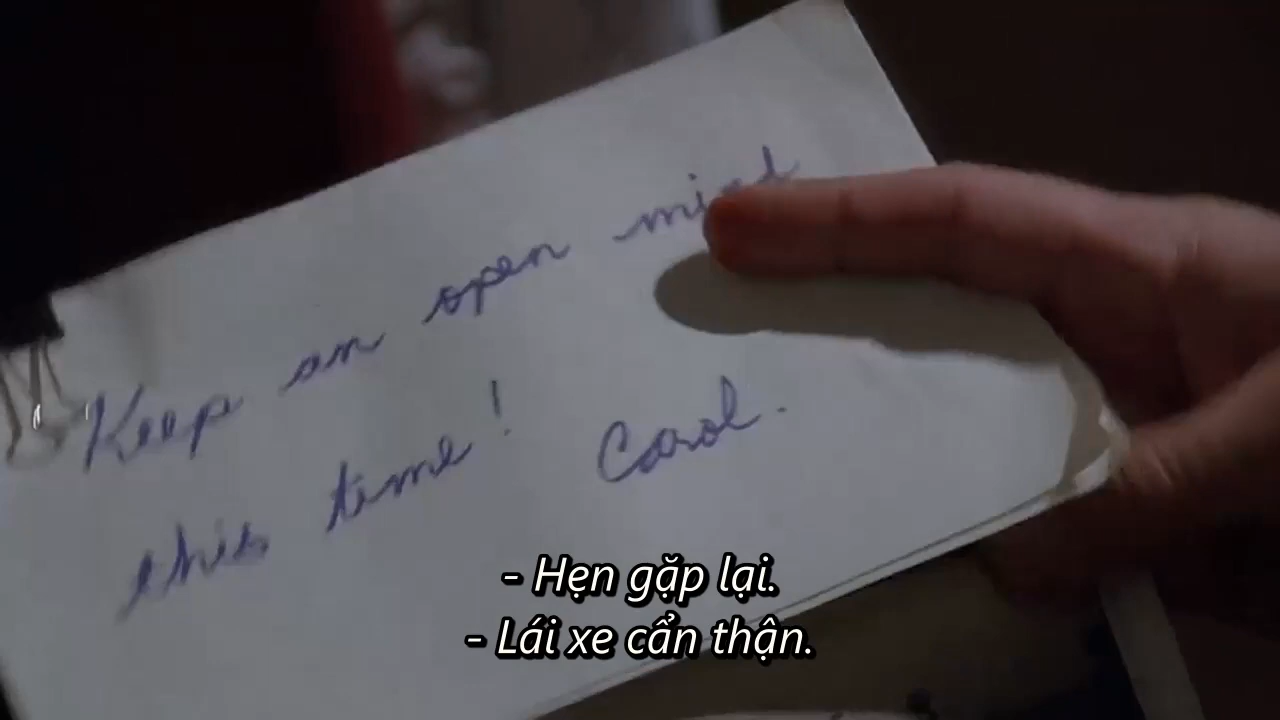 Keep an open mind
this time! Carol.
- Hẹn gặp lại.
- Lái xe cẩn thận.